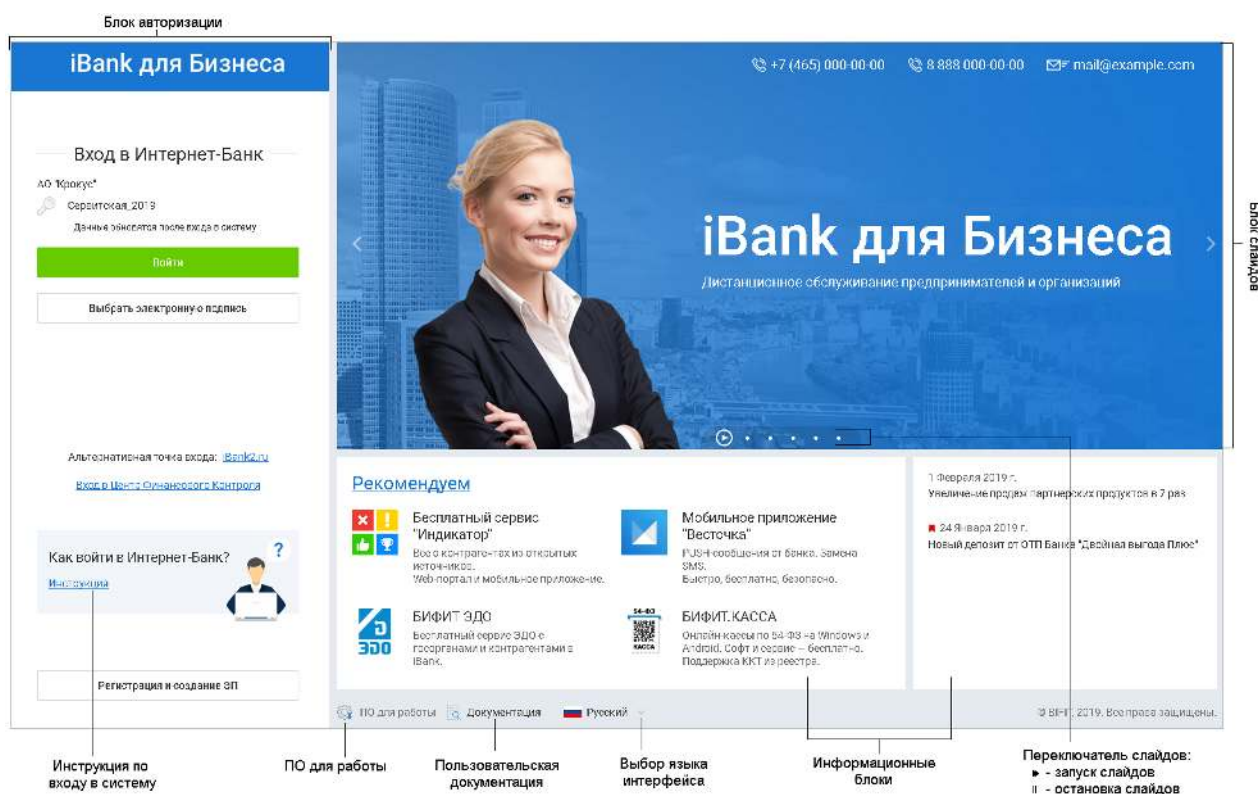 Блок авторизации
iBank для Бизнеса
Вход в Интернет-Банк
АО "Крокус"
Серситская_2019
Данные обновятся после входа в систему
Войти
Выбрать электронную подпись
Альтернативная точка входа: iBank2.ru
Вход в Центр Финансового Контроля
Как войти в Интернет-Банк?
?
Инструкция
Регистрация и создание ЭП
+7 (465) 000-00-00
8 888 000-00-00
mail@example.com
iBank для Бизнеса
Дистанционное обслуживание предпринимателей и организаций
Блок слайдов
Рекомендуем
Бесплатный сервис
"Индикатор"
Все о контрагентах из открытых
источников.
Web-портал и мобильное приложение.
Мобильное приложение
"Весточка"
PUSH-сообщения от банка. Замена
SMS.
Быстро, бесплатно, безопасно.
ЭДО
БИФИТ ЭДО
Бесплатный сервис ЭДО с
госорганами и контрагентами в
iBank.
54-ФЗ
КАССА
БИФИТ.КАССА
Онлайн-кассы по 54-ФЗ на Windows и
Android. Софт и сервис – бесплатно.
Поддержка ККТ из реестра.
1 Февраля 2019 г.
Увеличение продаж партнерских продуктов в 7 раз
24 Января 2019 г.
Новый депозит от ОТП Банка "Двойная выгода Плюс"
ПО для работы
Документация
Русский
© BIFIT, 2019. Все права защищены.
Инструкция по
входу в систему
ПО для работы
Пользовательская
документация
Выбор языка
интерфейса
Информационные
блоки
Переключатель слайдов:
- запуск слайдов
- остановка слайдов